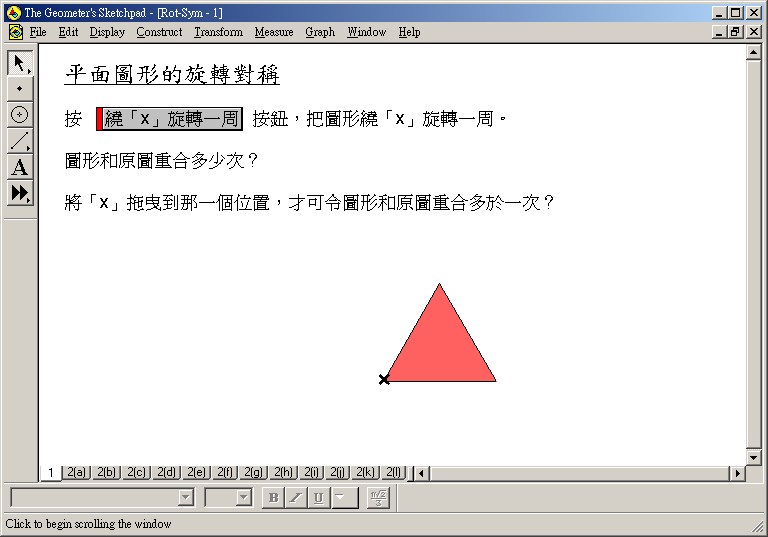 The Geometer's Sketchpad - [Rot-Sym - 1]
File Edit Display Construct Transform Measure Graph Window Help
平面圖形的旋轉對稱
按 繞「x」旋轉一周 按鈕，把圖形繞「x」旋轉一周。
圖形和原圖重合多少次？
將「x」拖曳到那一個位置，才可令圖形和原圖重合多於一次？
A
1 2(a) 2(b) 2(c) 2(d) 2(e) 2(f) 2(g) 2(h) 2(i) 2(j) 2(k) 2(l)
B I U
Click to begin scrolling the window